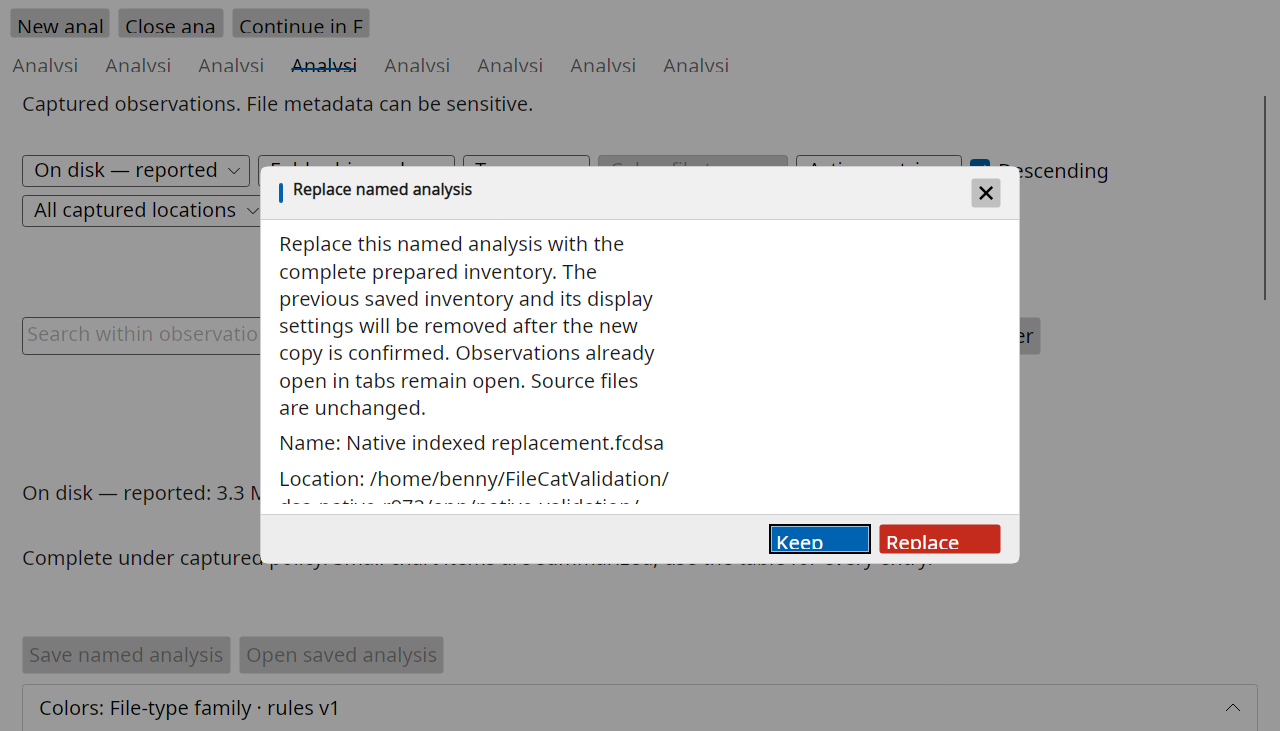 New anal Close ana Continue in F
Analysi Analysi Analysi Analysi Analysi Analysi Analysi Analysi
Captured observations. File metadata can be sensitive.
On disk — reported
escending
All captured locations
Replace named analysis
Replace this named analysis with the
complete prepared inventory. The
previous saved inventory and its display
settings will be removed after the new
copy is confirmed. Observations already
open in tabs remain open. Source files
are unchanged.
Name: Native indexed replacement.fcdsa
Location: /home/benny/FileCatValidation/
Keep Replace
Search within observatio
er
On disk — reported: 3.3
Complete under captured
Save named analysis Open saved analysis
Colors: File-type family · rules v1